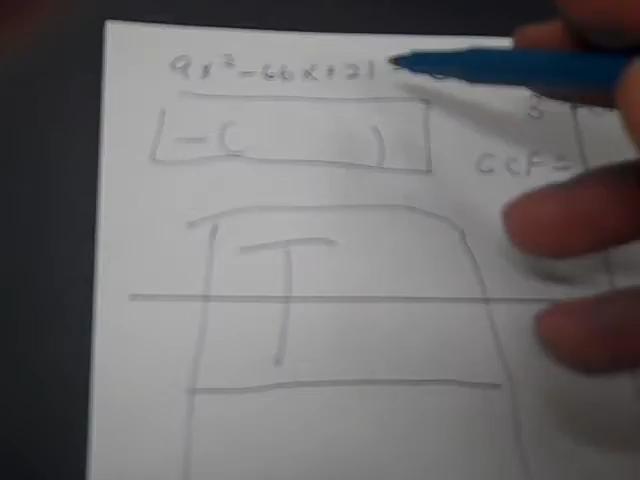 9x² - 66x + 21
- (          )
GCF =
T